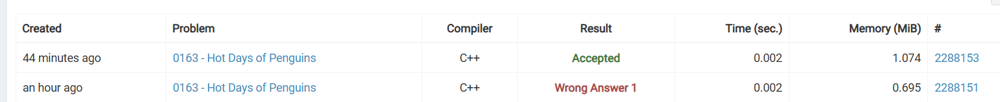 Created Problem Compiler Result Time (sec.) Memory (MiB) #
44 minutes ago 0163 - Hot Days of Penguins C++ Accepted 0.002 1.074 2288153
an hour ago 0163 - Hot Days of Penguins C++ Wrong Answer 1 0.002 0.695 2288151